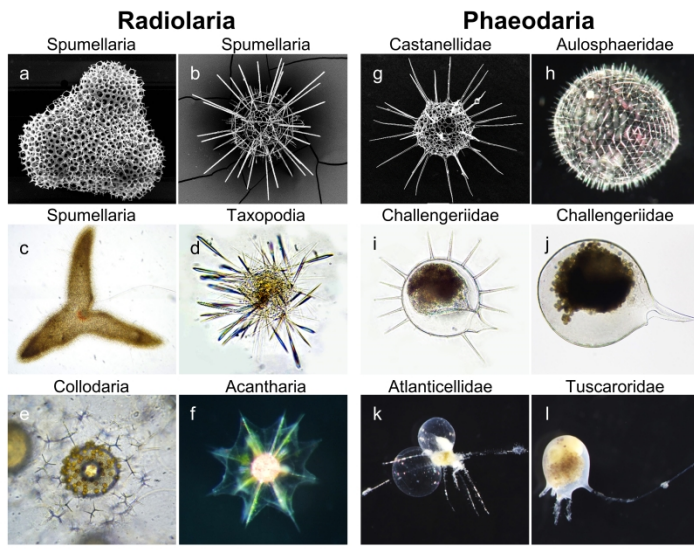 Radiolaria Phaeodaria
Spumellaria Spumellaria Castanellidae Aulosphaeridae
a b g h
Spumellaria Taxopodia Challengeriidae Challengeriidae
c d i j
Collodaria Acantharia Atlanticellidae Tuscaroridae
e f k l